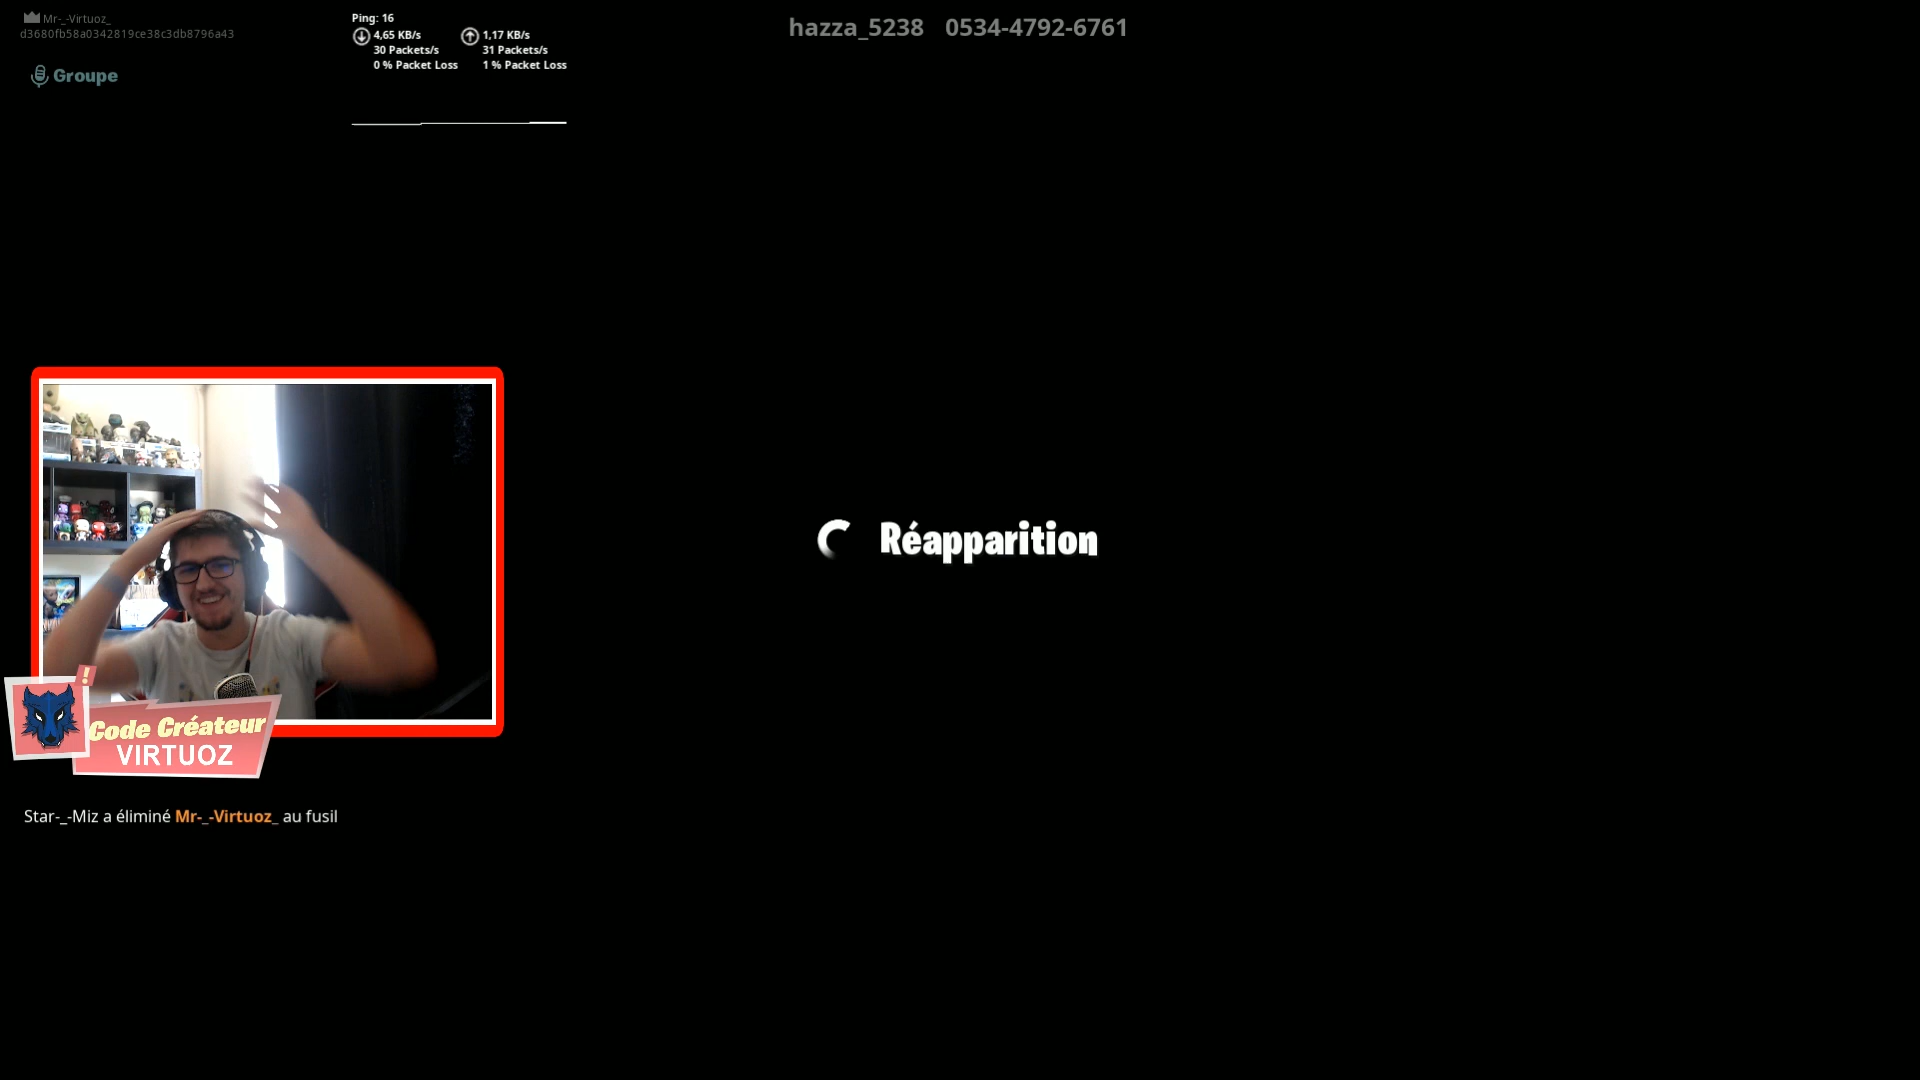 Mr-_-Virtuoz_
d3680fb58a0342819ce38c3db8796a43
Groupe
Ping: 16
4,65 KB/s
30 Packets/s
0 % Packet Loss
1,17 KB/s
31 Packets/s
1 % Packet Loss
hazza_5238 0534-4792-6761
Réapparition
!
Code Créateur
VIRTUOZ
Star-_-Miz a éliminé Mr-_-Virtuoz_ au fusil